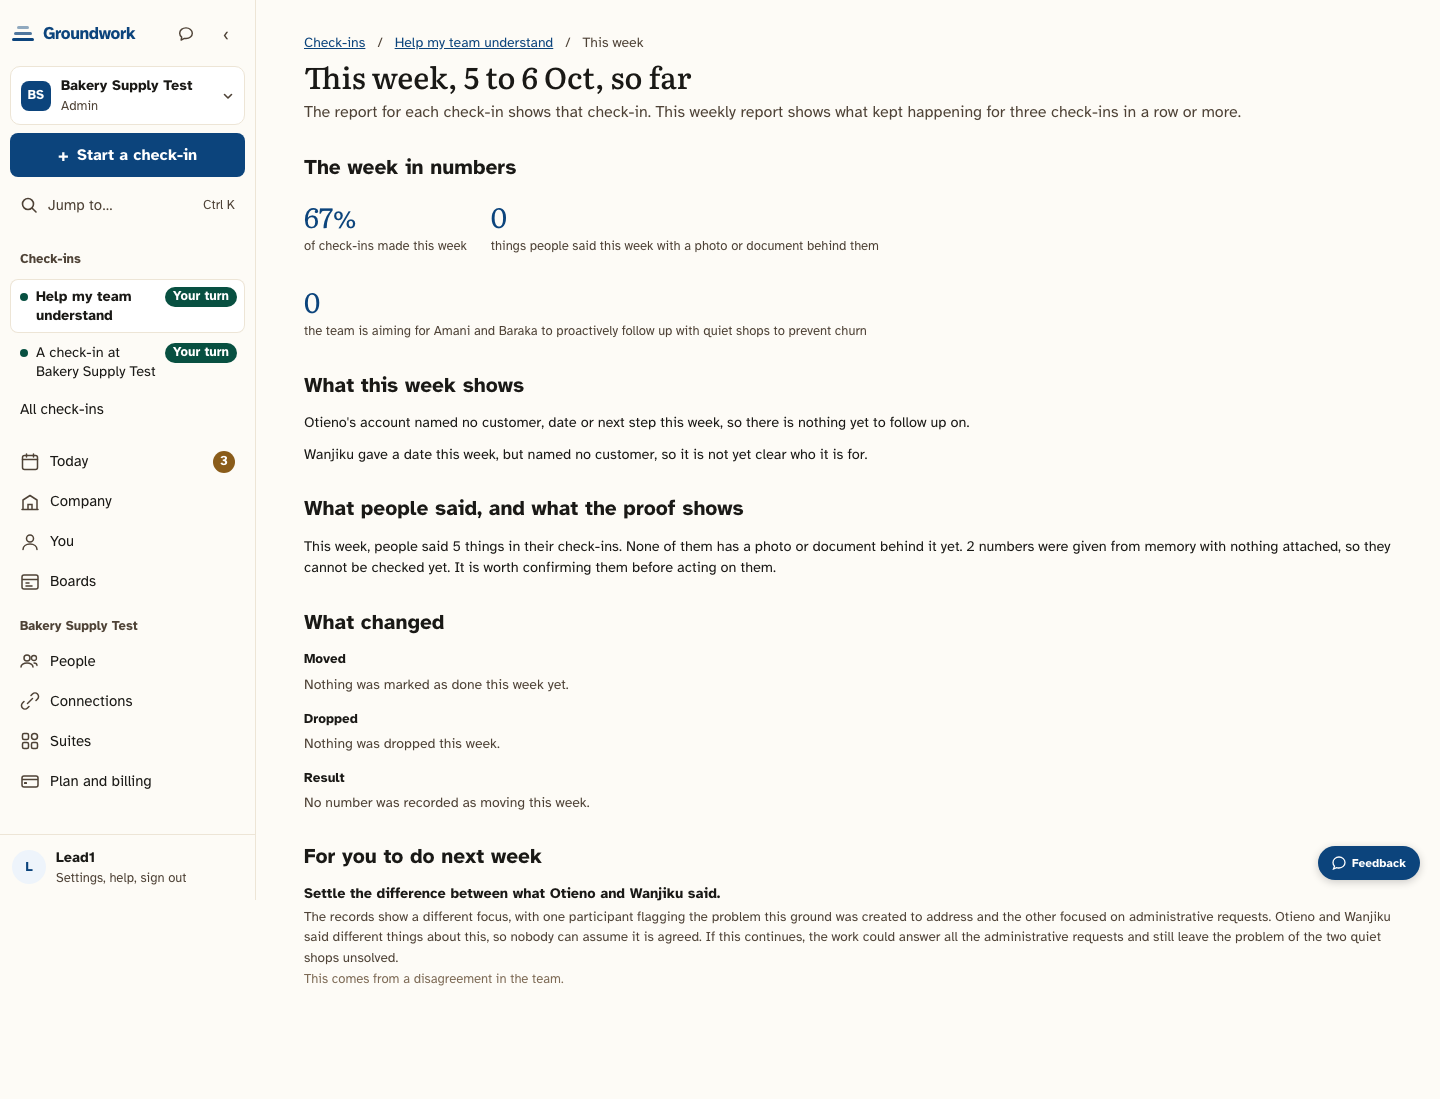 Groundwork
BS
Bakery Supply Test
Admin
+ Start a check-in
Jump to...
Ctrl K
Check-ins
Help my team understand
Your turn
A check-in at Bakery Supply Test
Your turn
All check-ins
Today
3
Company
You
Boards
Bakery Supply Test
People
Connections
Suites
Plan and billing
L
Lead1
Settings, help, sign out
Check-ins / Help my team understand / This week
This week, 5 to 6 Oct, so far
The report for each check-in shows that check-in. This weekly report shows what kept happening for three check-ins in a row or more.
The week in numbers
67%
of check-ins made this week
0
things people said this week with a photo or document behind them
0
the team is aiming for Amani and Baraka to proactively follow up with quiet shops to prevent churn
What this week shows
Otieno's account named no customer, date or next step this week, so there is nothing yet to follow up on.
Wanjiku gave a date this week, but named no customer, so it is not yet clear who it is for.
What people said, and what the proof shows
This week, people said 5 things in their check-ins. None of them has a photo or document behind it yet. 2 numbers were given from memory with nothing attached, so they
cannot be checked yet. It is worth confirming them before acting on them.
What changed
Moved
Nothing was marked as done this week yet.
Dropped
Nothing was dropped this week.
Result
No number was recorded as moving this week.
For you to do next week
Settle the difference between what Otieno and Wanjiku said.
The records show a different focus, with one participant flagging the problem this ground was created to address and the other focused on administrative requests. Otieno and Wanjiku
said different things about this, so nobody can assume it is agreed. If this continues, the work could answer all the administrative requests and still leave the problem of the two quiet
shops unsolved.
This comes from a disagreement in the team.
Feedback